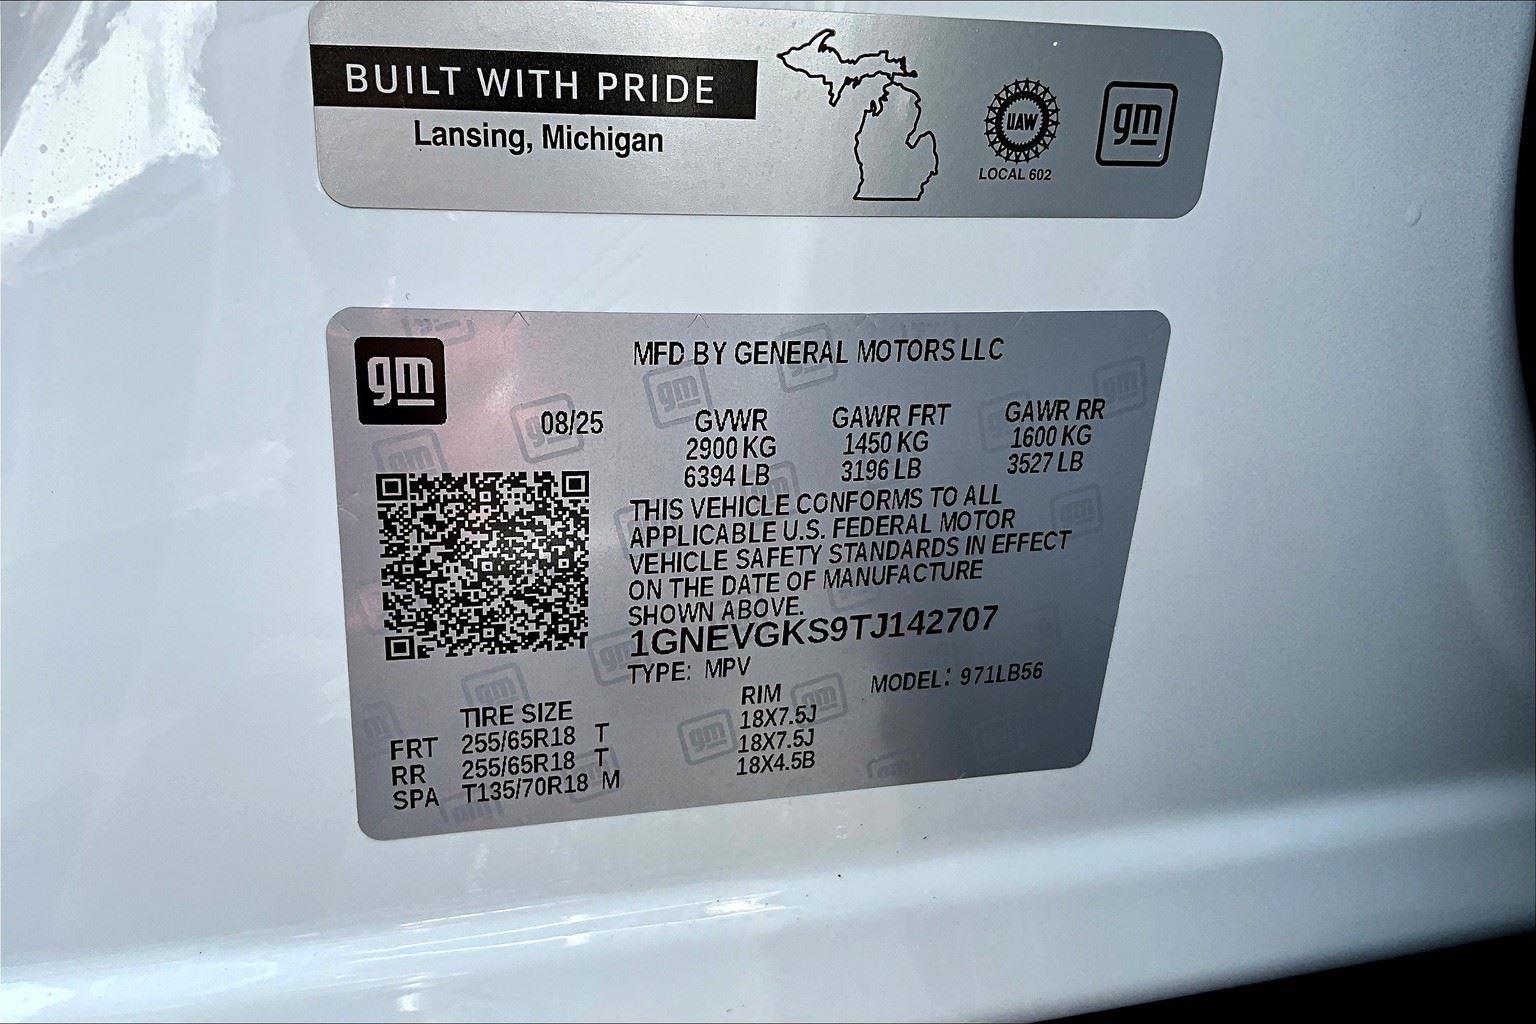 BUILT WITH PRIDE
Lansing, Michigan
UAW
LOCAL 602
gm
gm
MFD BY GENERAL MOTORS LLC
08/25
GVWR GAWR FRT GAWR RR
2900 KG 1450 KG 1600 KG
6394 LB 3196 LB 3527 LB
THIS VEHICLE CONFORMS TO ALL
APPLICABLE U.S. FEDERAL MOTOR
VEHICLE SAFETY STANDARDS IN EFFECT
ON THE DATE OF MANUFACTURE
SHOWN ABOVE.
1GNEVGKS9TJ142707
TYPE: MPV MODEL: 971LB56
TIRE SIZE RIM
FRT 255/65R18 T 18X7.5J
RR 255/65R18 T 18X7.5J
SPA T135/70R18 M 18X4.5B